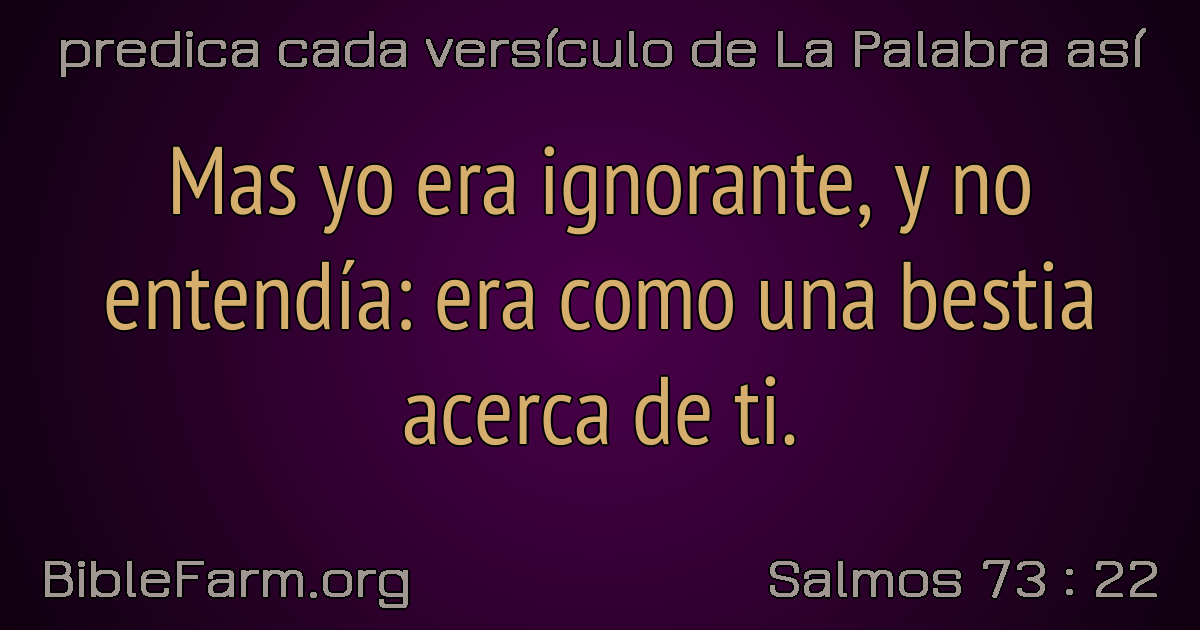 predica cada versículo de La Palabra así
Mas yo era ignorante, y no
entendía: era como una bestia
acerca de ti.
BibleFarm.org
Salmos 73 : 22